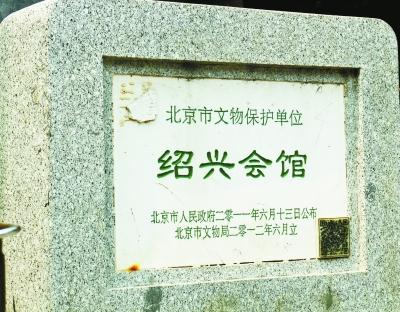 北京市文物保护单位
绍兴会馆
北京市人民政府二零一一年六月十三日公布
北京市文物局二零一二年六月立